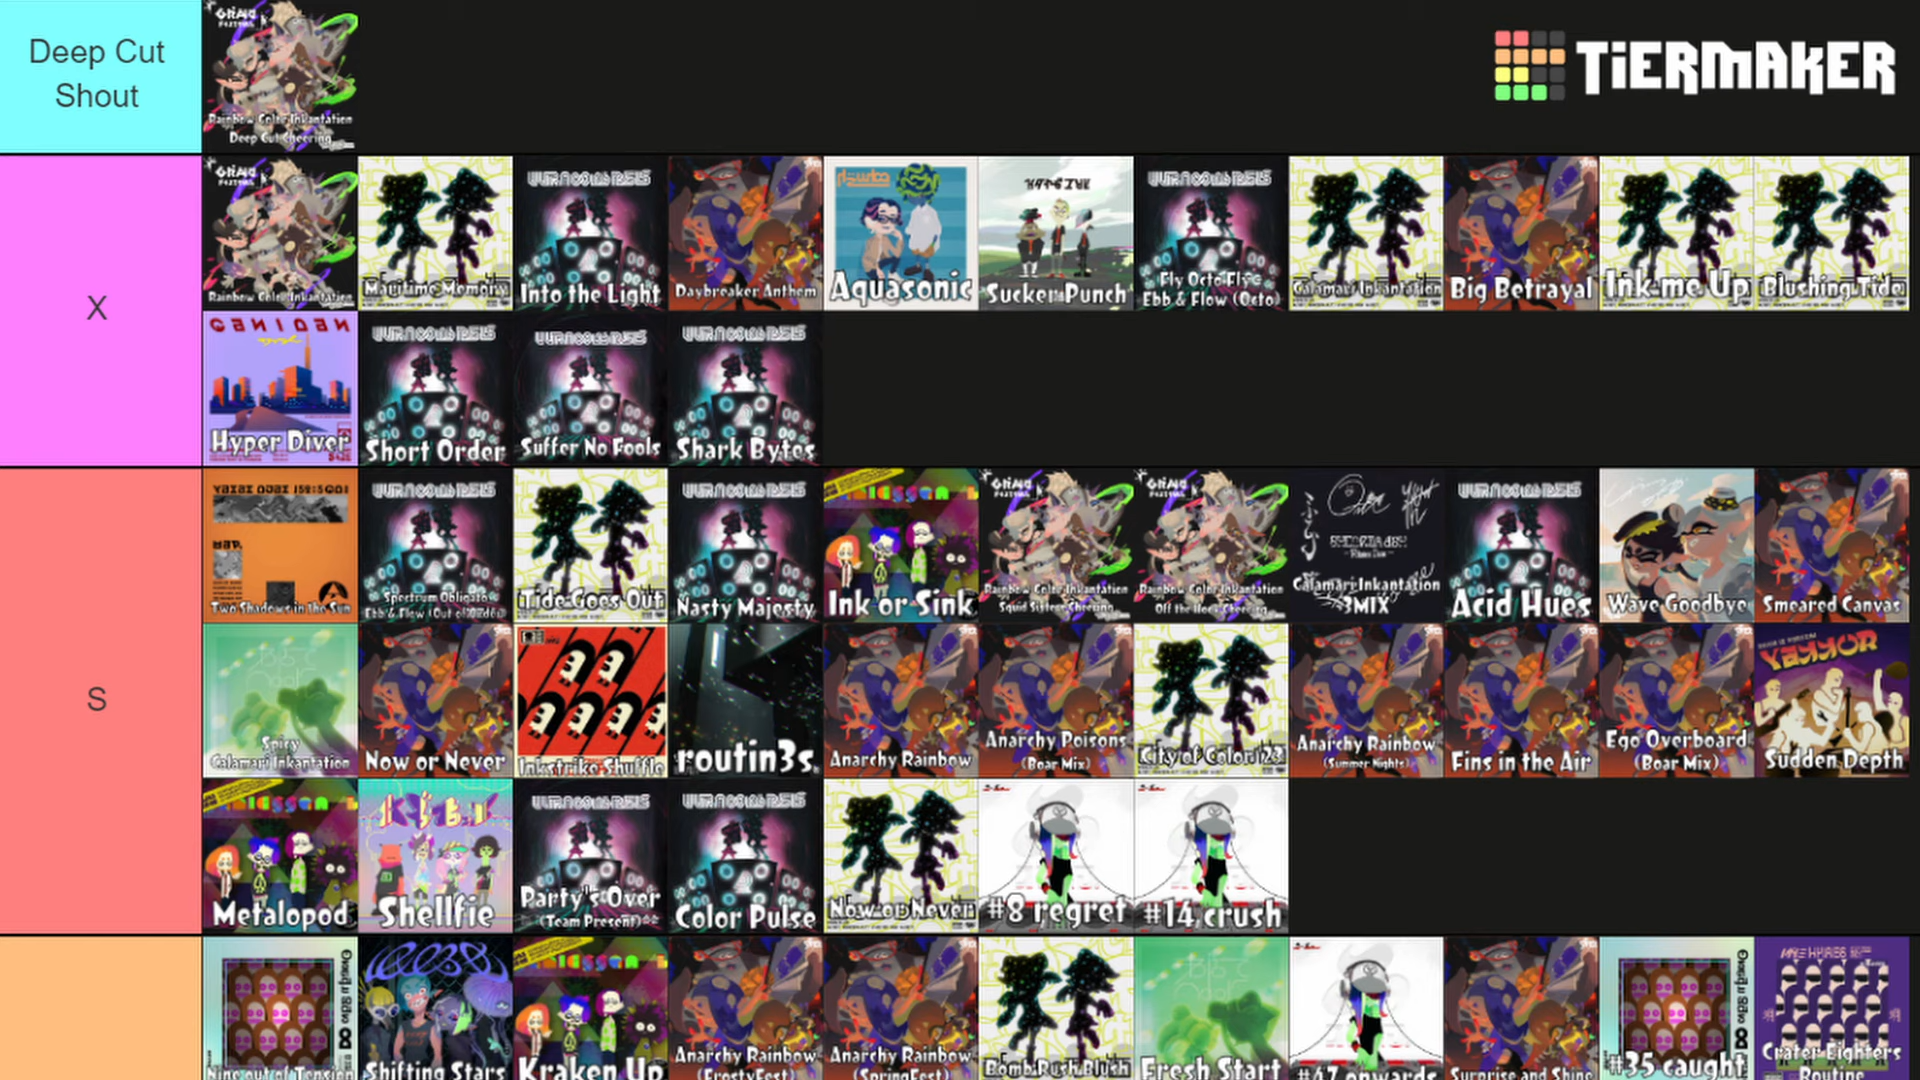 Deep Cut
Shout
Rainbow Color Inkantation
Deep Cut Cheering
TiERMAKER
X
Rainbow Color Inkantation
Maritime Memory
Into the Light
Daybreaker Anthem
Aquasonic
Sucker Punch
Fly Octo Fly
Ebb & Flow (Octo)
Calamari Inkantation
Big Betrayal
Ink me Up
Blushing Tide
Hyper Diver
Short Order
Suffer No Fools
Shark Bytes
S
Two Shadows in the Sun
Spectrum Obligato
Ebb & Flow (Out of Order)
Tide Goes Out
Nasty Majesty
Ink or Sink
Rainbow Color Inkantation
Squid Sisters Cheering
Rainbow Color Inkantation
Off the Hook Cheering
Calamari Inkantation
3MIX
Acid Hues
Wave Goodbye
Smeared Canvas
Spicy
Calamari Inkantation
Now or Never
Inkstrike Shuffle
routin3s.
Anarchy Rainbow
Anarchy Poisons
(Boar Mix)
City of Color '23
Anarchy Rainbow
(Summer Nights)
Fins in the Air
Ego Overboard
(Boar Mix)
Sudden Depth
Metalopod
Shellfie
Party's Over
(Team Present)
Color Pulse
Now or Never
#8 regret
#14 crush
Nine out of Tension
Shifting Stars
Kraken Up
Anarchy Rainbow
(FrostyFest)
Anarchy Rainbow
(SpringFest)
Bomb Rush Blush
Fresh Start
#47 onwards
Surprise and Shine
#35 caught
Crater Eighters
Routine